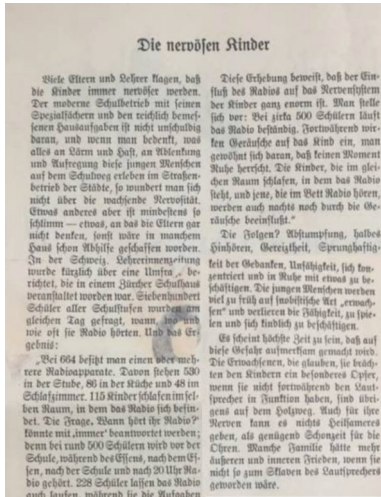 Die nervösen Kinder
Viele Eltern und Lehrer klagen, daß
die Kinder immer nervöser werden.
Der moderne Schulbetrieb mit seinen
Spezialfächern und den reichlich bemes-
senen Hausaufgaben ist nicht unschuldig
daran, und wenn man bedenkt, was
alles an Lärm und Hast, an Ablenkung
und Aufregung diese jungen Menschen
auf dem Schulweg erleben im Straßen-
betrieb der Städte, so wundert man sich
nicht über die wachsende Nervosität.
Etwas anderes aber ist mindestens so
schlimm — etwas, an das die Eltern gar
nicht denken, sonst wäre in manchem
Haus schon Abhilfe geschaffen worden.
In der Schweiz. Lehrerinnenzeitung
wurde kürzlich über eine Umfra be-
richtet, die in einem Zürcher Schulhaus
veranstaltet worden war. Siebenhundert
Schüler aller Schulstufen wurden am
gleichen Tag gefragt, wann, wo und
wie oft sie Radio hörten. Und das Er-
gebnis:
„Bei 664 besitzt man einen oder meh-
rere Radioapparate. Davon stehen 530
in der Stube, 86 in der Küche und 48 im
Schlafzimmer. 115 Kinder schlafen im sel-
ben Raum, in dem das Radio sich befin-
det. Die Frage ‚Wann hört ihr Radio?‘
könnte mit ‚immer‘ beantwortet werden;
denn bei rund 500 Schülern wird vor der
Schule, während des Essens, nach dem Es-
sen, nach der Schule und nach 20 Uhr Ra-
dio gehört. 228 Schüler lassen das Radio
auch laufen, während sie die Aufgaben
Diese Erhebung beweist, daß der Ein-
fluß des Radios auf das Nervensystem
der Kinder ganz enorm ist. Man stelle
sich vor: Bei zirka 500 Schülern läuft
das Radio beständig. Fortwährend wir-
ken Geräusche auf das Kind ein, man
gewöhnt sich daran, daß keinen Moment
Ruhe herrscht. Die Kinder, die im glei-
chen Raum schlafen, in dem das Radio
steht, und jene, die im Bett Radio hören,
werden auch nachts noch durch die Ge-
räusche beeinflußt.“
Die Folgen? Abstumpfung, halbes
Hinhören, Gereiztheit, Sprunghaftig-
keit der Gedanken, Unfähigkeit, sich kon-
zentriert und in Ruhe mit etwas zu be-
schäftigen. Die jungen Menschen werden
viel zu früh auf snobistische Art „erwach-
sen“ und verlieren die Fähigkeit, zu spie-
len und sich kindlich zu beschäftigen.
Es scheint höchste Zeit zu sein, daß auf
diese Gefahr aufmerksam gemacht wird.
Die Erwachsenen, die glauben, sie bräch-
ten den Kindern ein besonderes Opfer,
wenn sie nicht fortwährend den Laut-
sprecher in Funktion haben, sind übri-
gens auf dem Holzweg. Auch für ihre
Nerven kann es nichts Heilsameres
geben, als genügend Schonzeit für die
Ohren. Manche Familie hätte mehr
äußeren und inneren Frieden, wenn sie
nicht so zum Sklaven des Lautsprechers
geworden wäre.